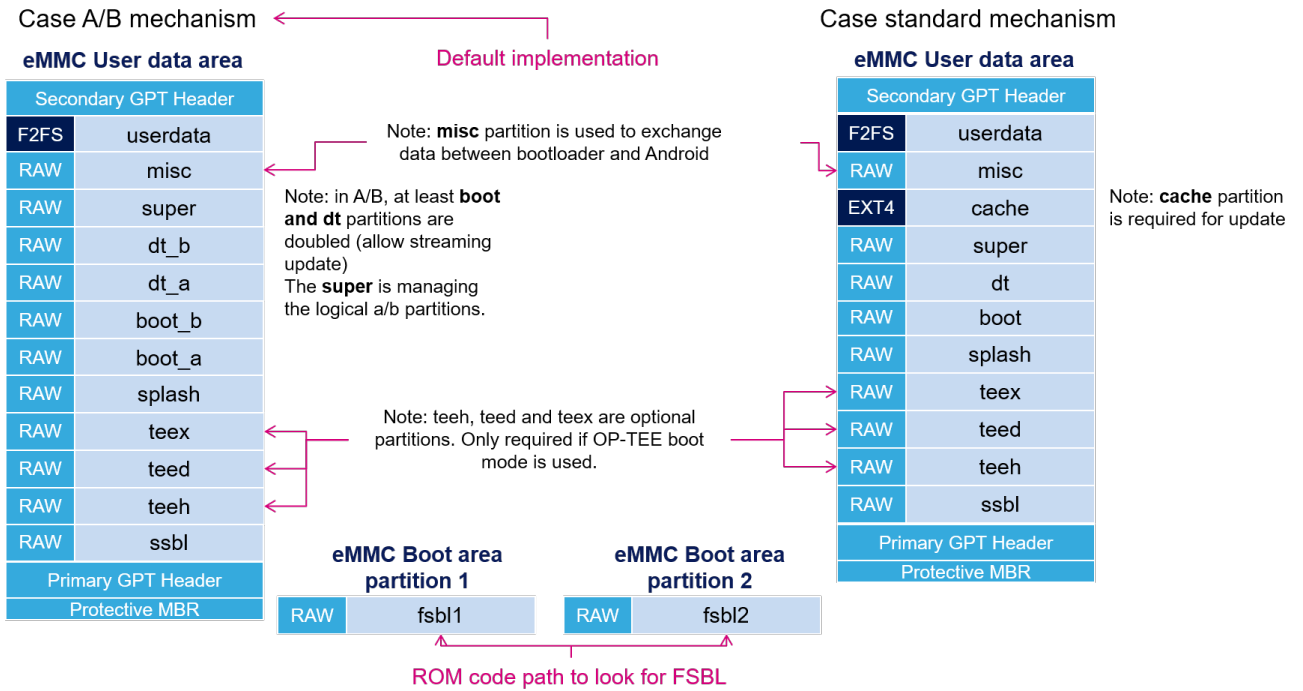 Case A/B mechanism
Default implementation
Case standard mechanism
eMMC User data area
Secondary GPT Header
F2FS userdata
RAW misc
RAW super
RAW dt_b
RAW dt_a
RAW boot_b
RAW boot_a
RAW splash
RAW teex
RAW teed
RAW teeh
RAW ssbl
Primary GPT Header
Protective MBR
Note: misc partition is used to exchange
data between bootloader and Android
Note: in A/B, at least boot
and dt partitions are
doubled (allow streaming
update)
The super is managing
the logical a/b partitions.
Note: teeh, teed and teex are optional
partitions. Only required if OP-TEE boot
mode is used.
eMMC Boot area
partition 1
RAW fsbl1
eMMC Boot area
partition 2
RAW fsbl2
ROM code path to look for FSBL
eMMC User data area
Secondary GPT Header
F2FS userdata
RAW misc
EXT4 cache
RAW super
RAW dt
RAW boot
RAW splash
RAW teex
RAW teed
RAW teeh
RAW ssbl
Primary GPT Header
Protective MBR
Note: cache partition
is required for update